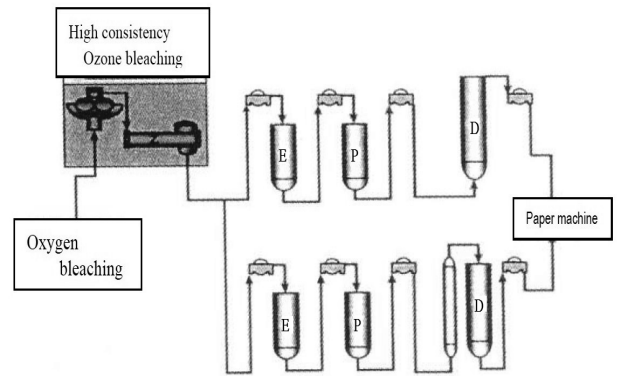 High consistency
Ozone bleaching
Z
Oxygen
bleaching
E
P
D
Paper machine
E
P
D